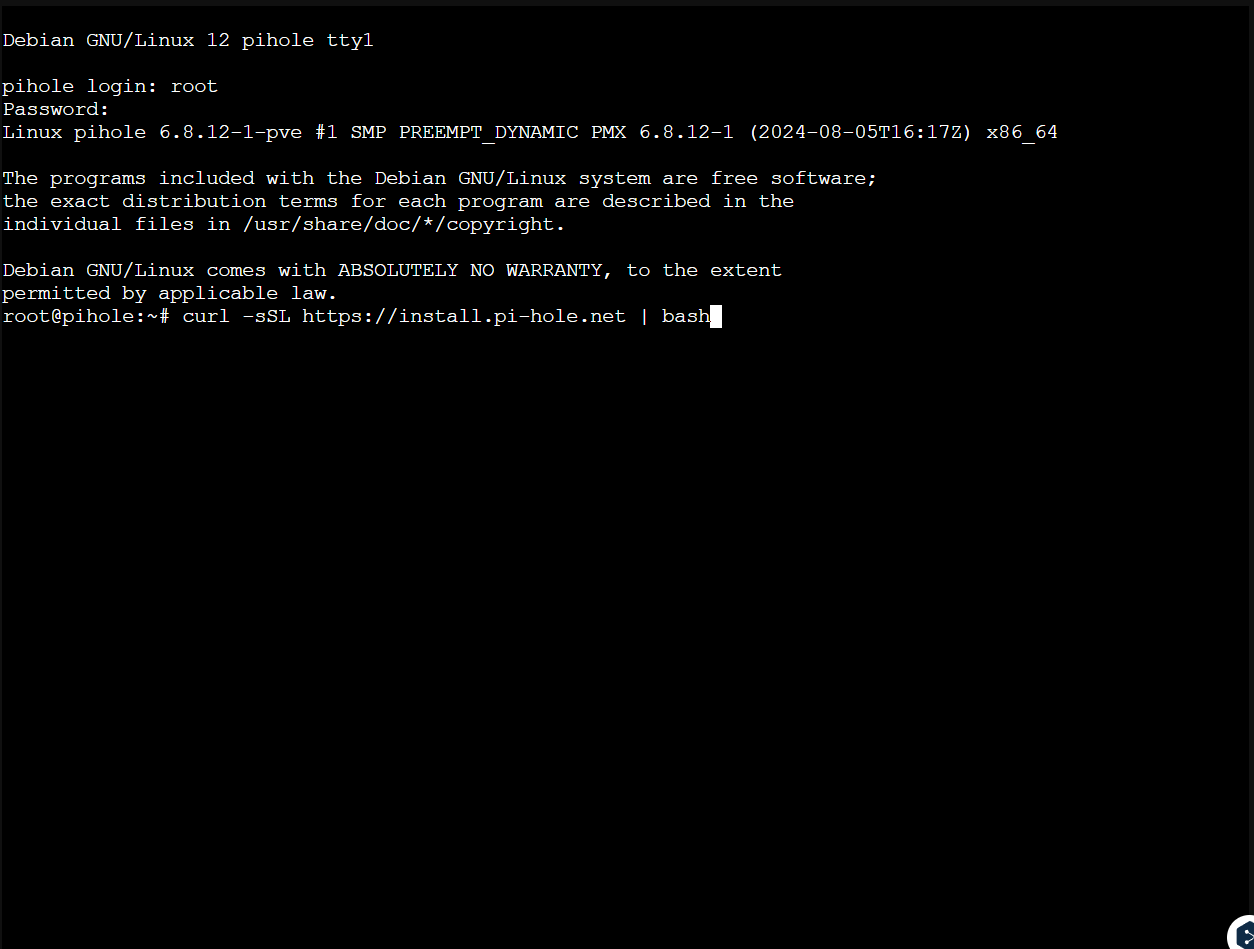 Debian GNU/Linux 12 pihole tty1
pihole login: root
Password:
Linux pihole 6.8.12-1-pve #1 SMP PREEMPT_DYNAMIC PMX 6.8.12-1 (2024-08-05T16:17Z) x86_64
The programs included with the Debian GNU/Linux system are free software;
the exact distribution terms for each program are described in the
individual files in /usr/share/doc/*/copyright.
Debian GNU/Linux comes with ABSOLUTELY NO WARRANTY, to the extent
permitted by applicable law.
root@pihole:~# curl -sSL https://install.pi-hole.net | bash